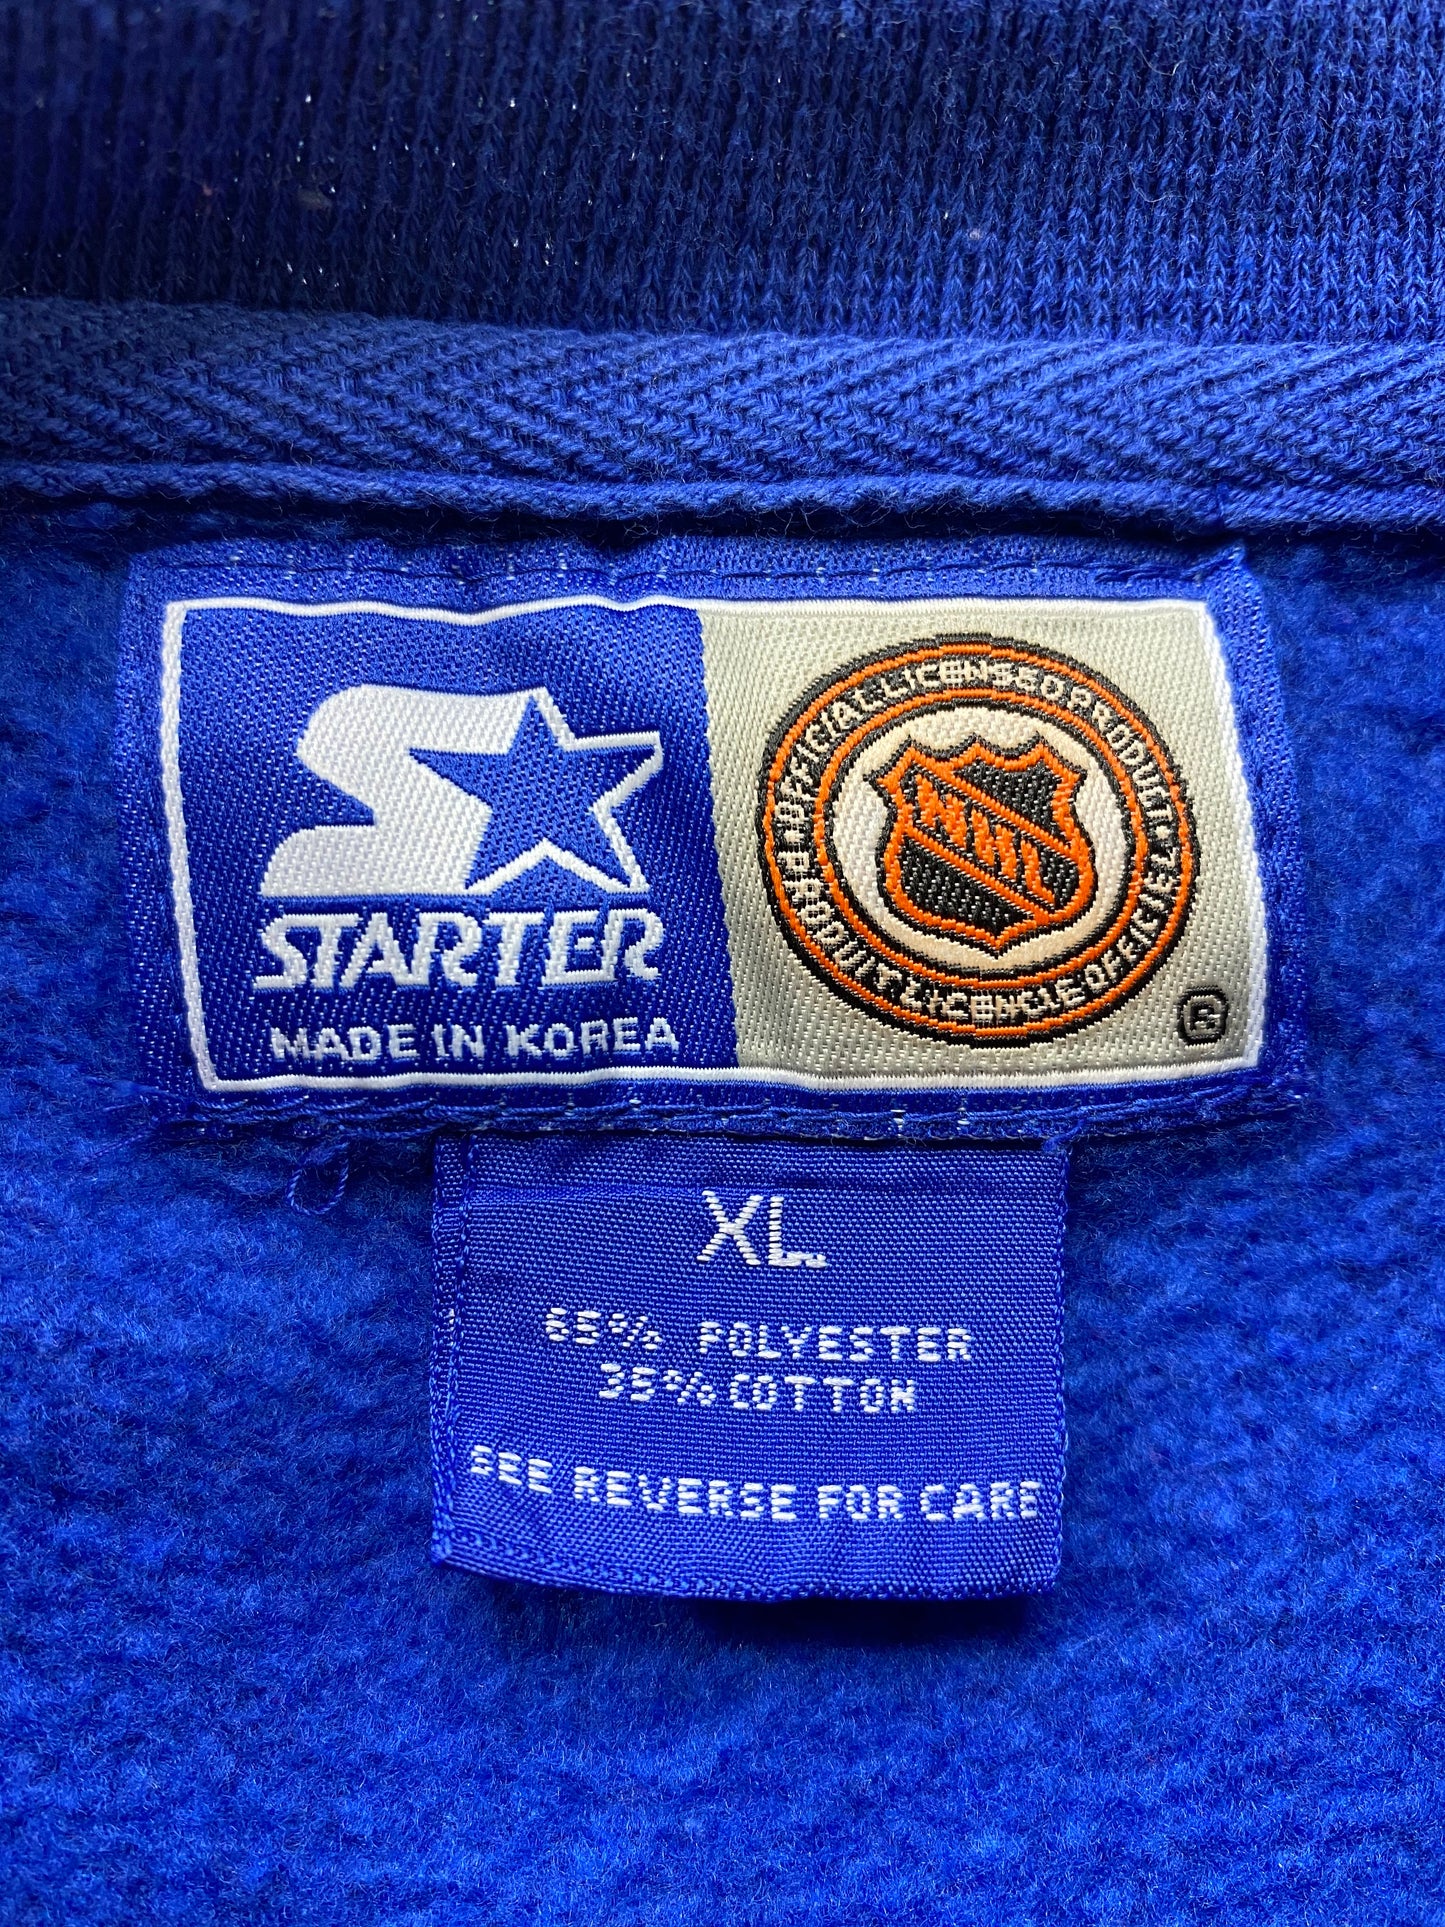 STARTER
MADE IN KOREA
OFFICIAL LICENSED PRODUCT
NHL
PRODUIT LICENCIE OFFICIEL
®
XL
65% POLYESTER
35% COTTON
SEE REVERSE FOR CARE